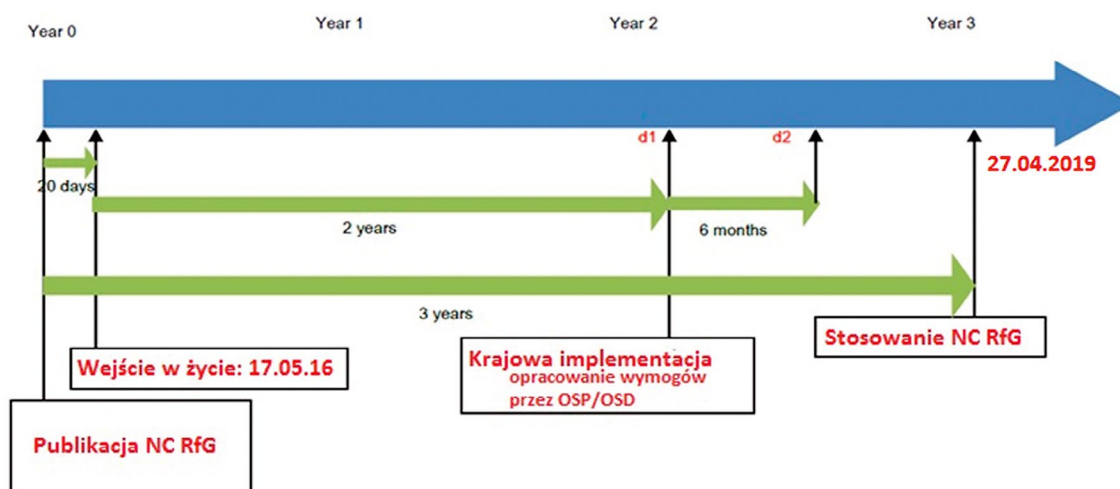 Year 0
Year 1
Year 2
Year 3
d1
d2
27.04.2019
20 days
2 years
6 months
3 years
Stosowanie NC RfG
Wejście w życie: 17.05.16
Krajowa implementacja
opracowanie wymogów
przez OSP/OSD
Publikacja NC RfG